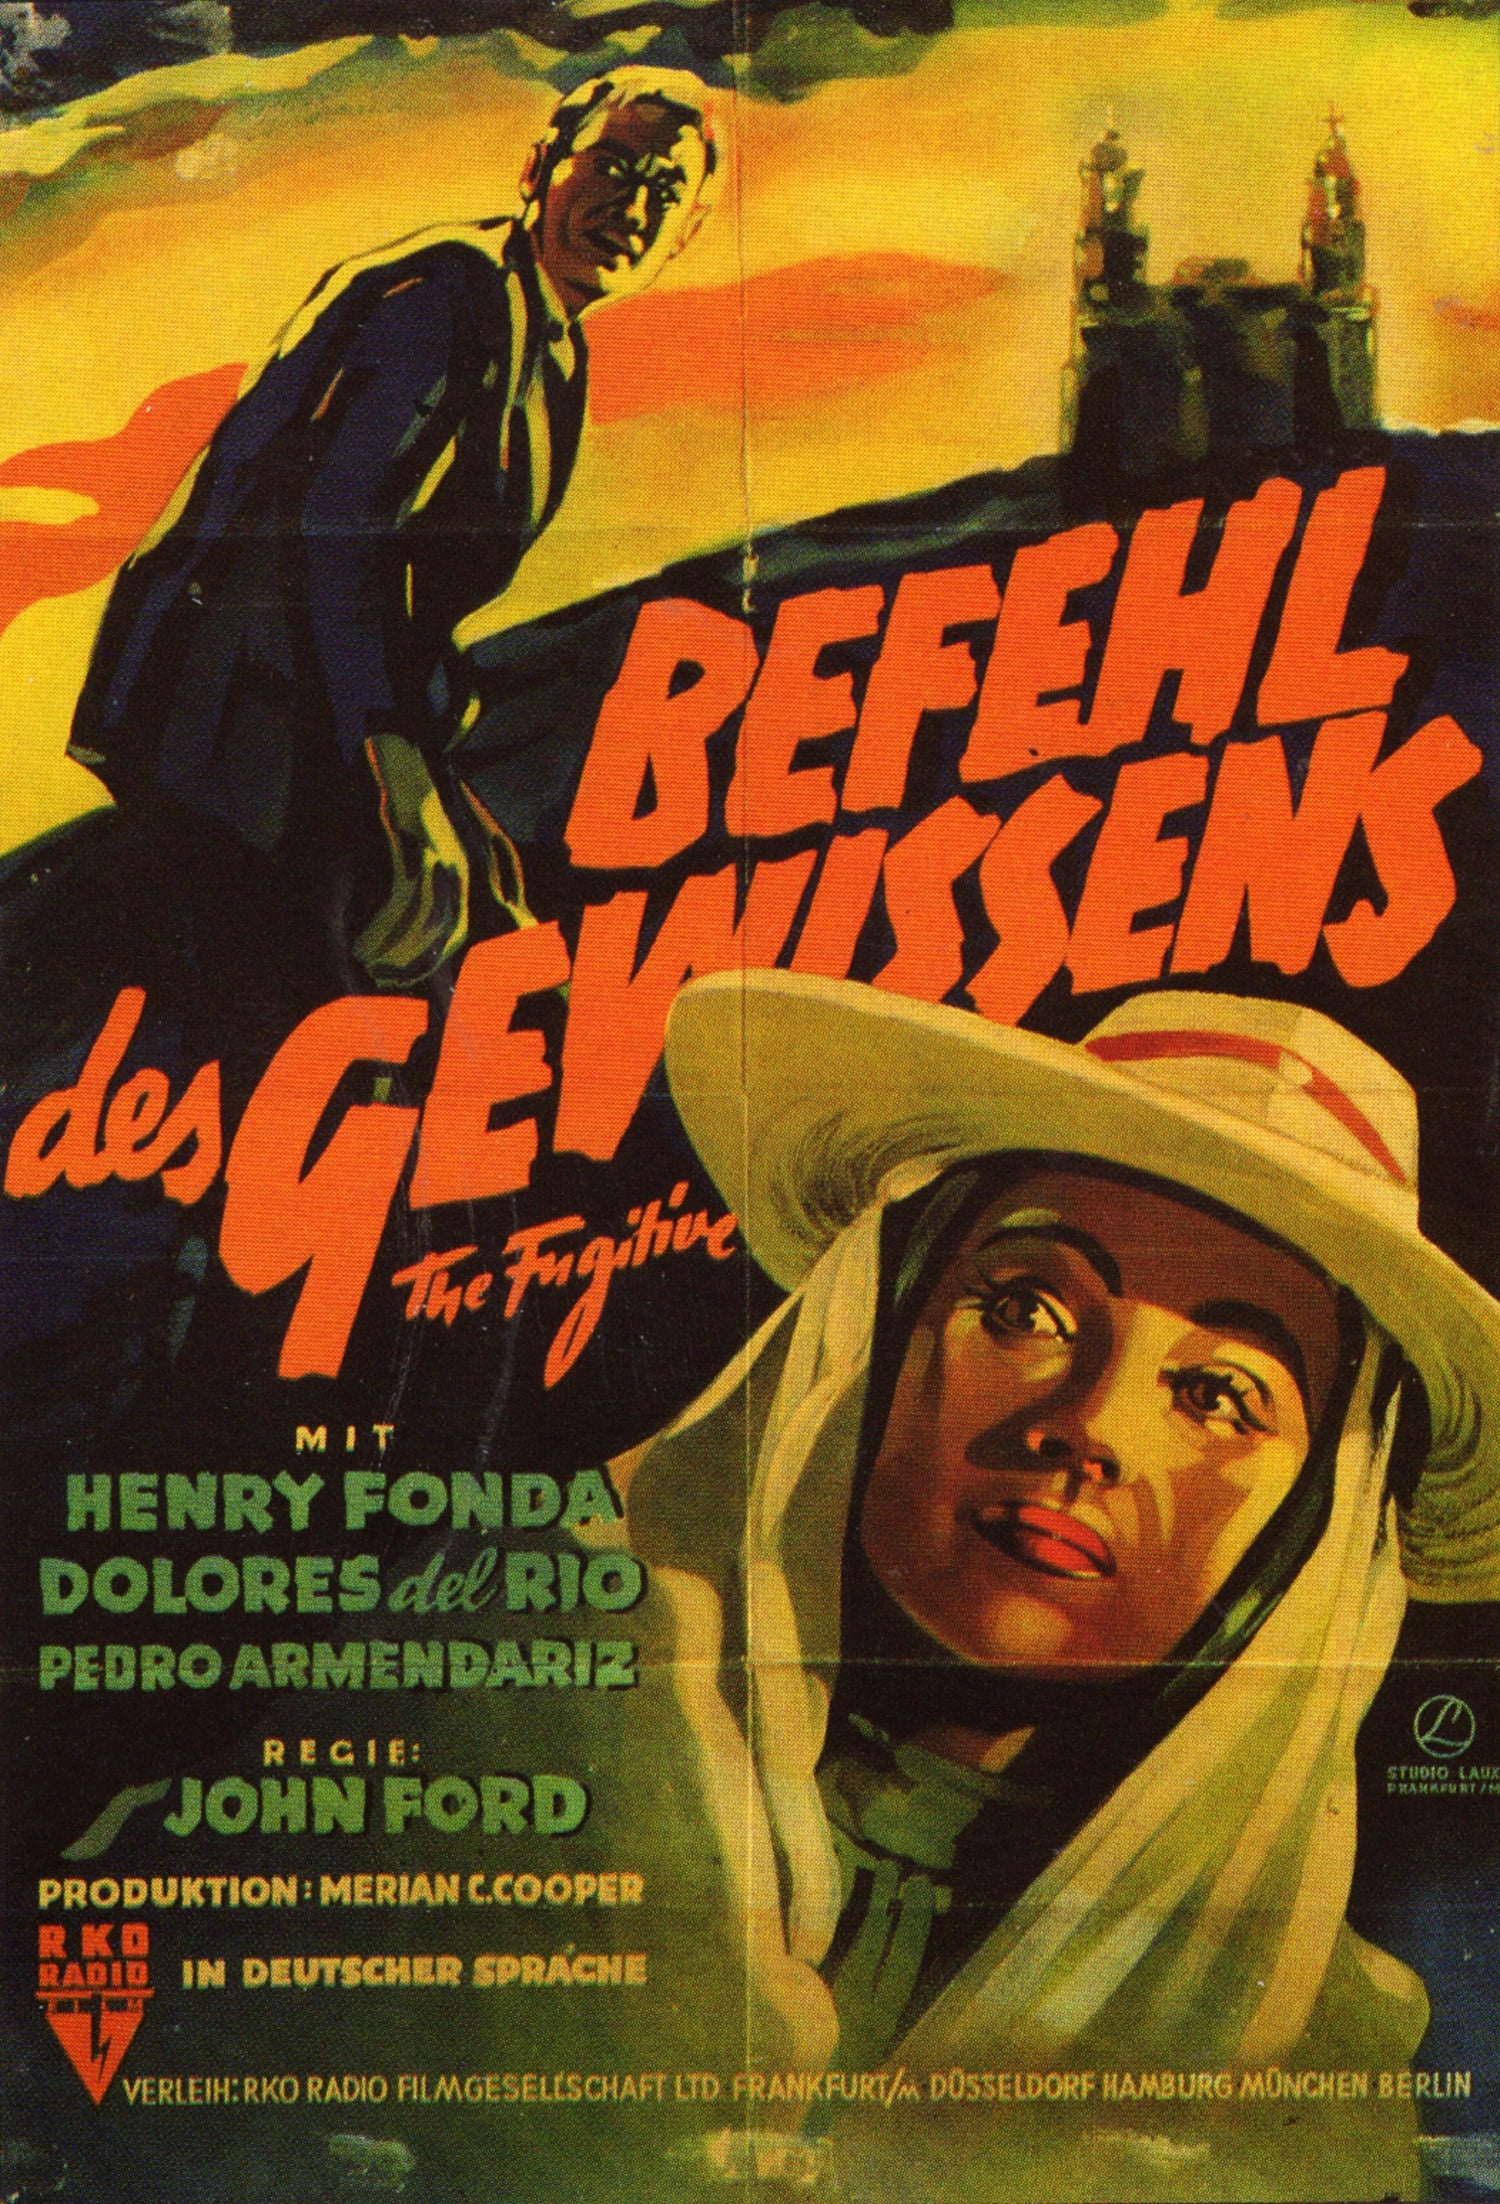 BEFEHL
des GEWISSENS
The Fugitive
MIT
HENRY FONDA
DOLORES del RIO
PEDRO ARMENDARIZ
REGIE:
JOHN FORD
PRODUKTION: MERIAN C. COOPER
RKO
RADIO
IN DEUTSCHER SPRACHE
STUDIO LAUX
FRANKFURT/M
VERLEIH: RKO RADIO FILMGESELLSCHAFT LTD. FRANKFURT/M. DÜSSELDORF HAMBURG MÜNCHEN BERLIN